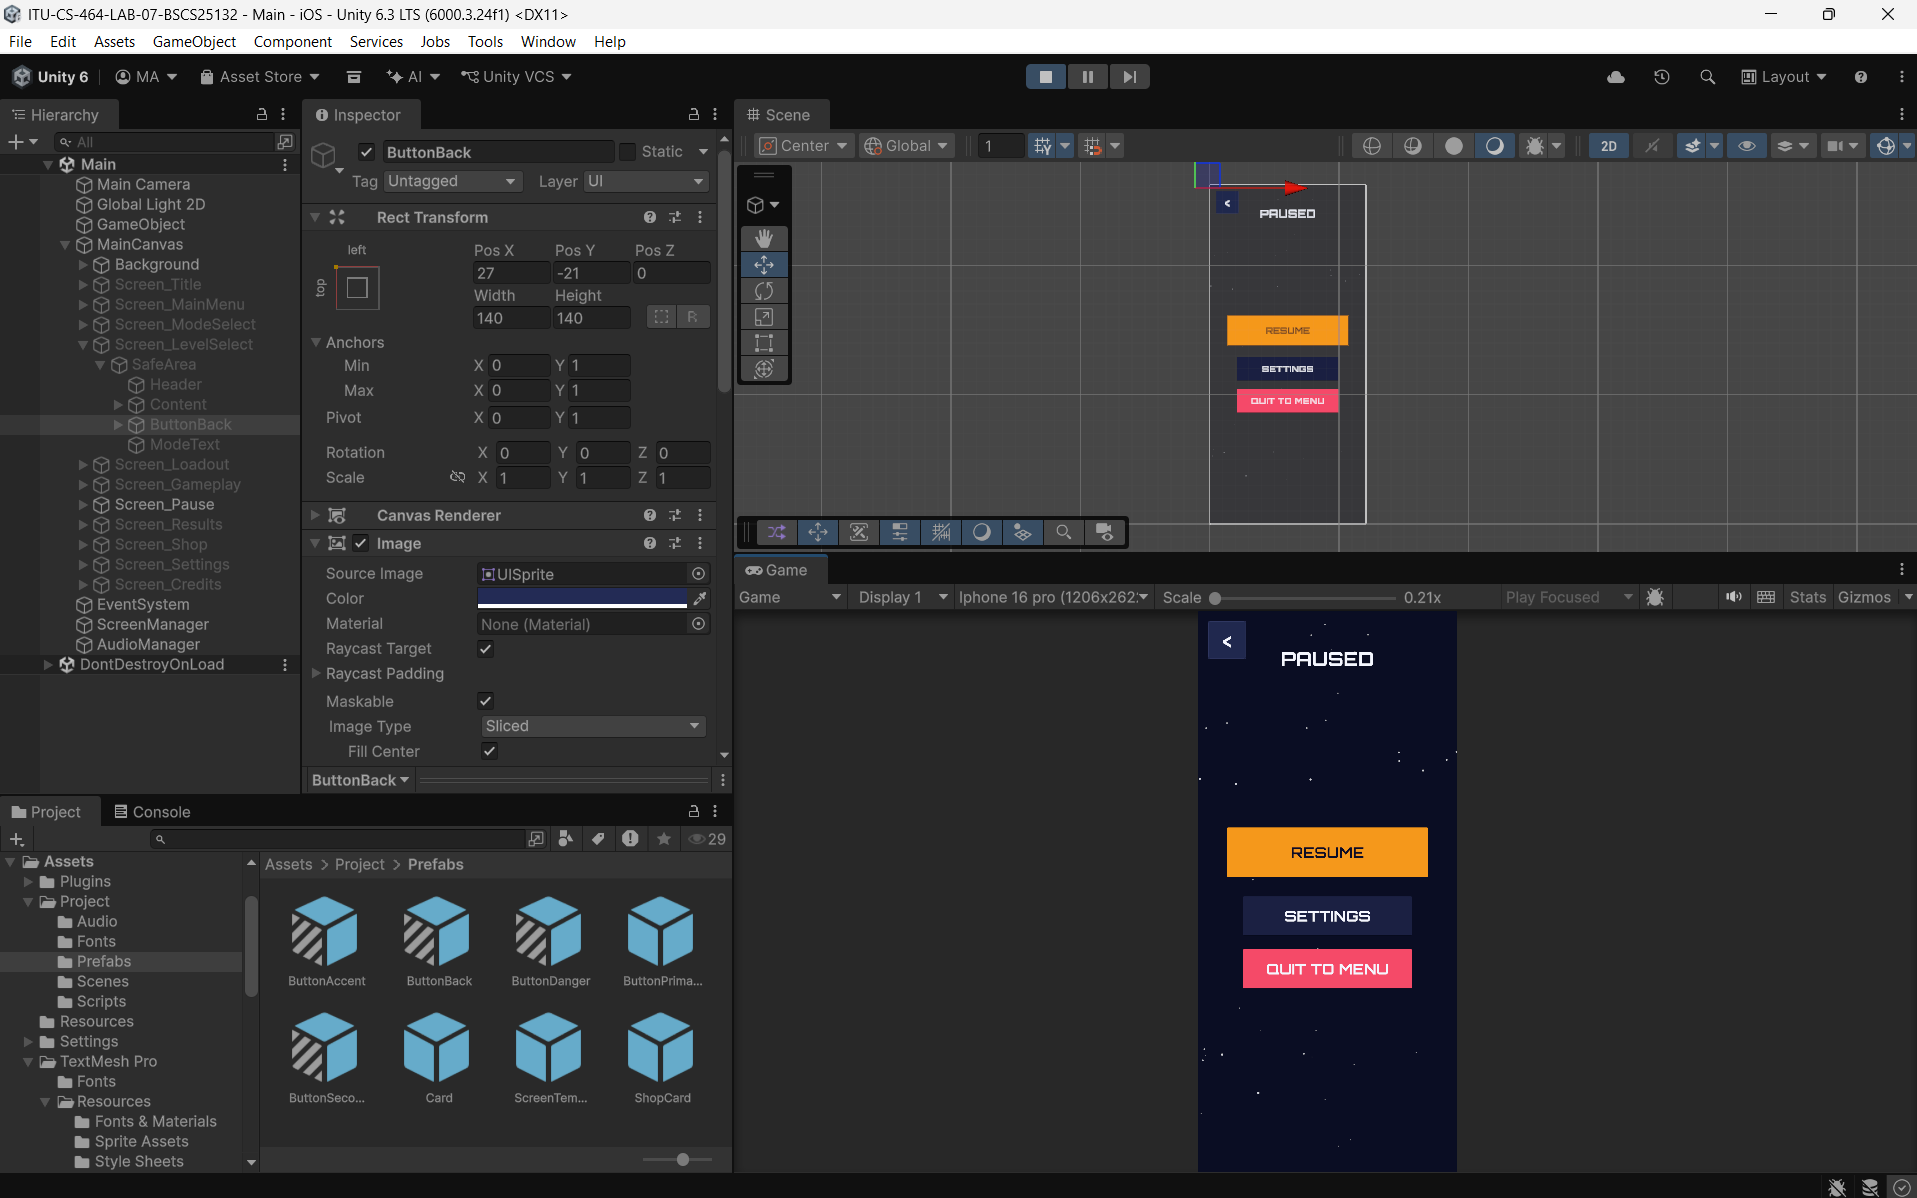 ITU-CS-464-LAB-07-BSCS25132 - Main - iOS - Unity 6.3 LTS (6000.3.24f1) <DX11>
File Edit Assets GameObject Component Services Jobs Tools Window Help
Unity 6 MA Asset Store AI Unity VCS Layout
Hierarchy
All
Main
Main Camera
Global Light 2D
GameObject
MainCanvas
Background
Screen_Title
Screen_MainMenu
Screen_ModeSelect
Screen_LevelSelect
SafeArea
Header
Content
ButtonBack
ModeText
Screen_Loadout
Screen_Gameplay
Screen_Pause
Screen_Results
Screen_Shop
Screen_Settings
Screen_Credits
EventSystem
ScreenManager
AudioManager
DontDestroyOnLoad
Inspector
ButtonBack Static
Tag Untagged Layer UI
Rect Transform
left
top
Pos X Pos Y Pos Z
27 -21 0
Width Height
140 140 R
Anchors
Min X 0 Y 1
Max X 0 Y 1
Pivot X 0 Y 1
Rotation X 0 Y 0 Z 0
Scale X 1 Y 1 Z 1
Canvas Renderer
Image
Source Image UISprite
Color
Material None (Material)
Raycast Target
Raycast Padding
Maskable
Image Type Sliced
Fill Center
ButtonBack
Scene
Center Global 1 2D
<
PAUSED
RESUME
SETTINGS
QUIT TO MENU
Game
Game Display 1 Iphone 16 pro (1206x262: Scale 0.21x Play Focused Stats Gizmos
<
PAUSED
RESUME
SETTINGS
QUIT TO MENU
Project Console
29
Assets
Plugins
Project
Audio
Fonts
Prefabs
Scenes
Scripts
Resources
Settings
TextMesh Pro
Fonts
Resources
Fonts & Materials
Sprite Assets
Style Sheets
Assets > Project > Prefabs
ButtonAccent ButtonBack ButtonDanger ButtonPrima...
ButtonSeco... Card ScreenTem... ShopCard